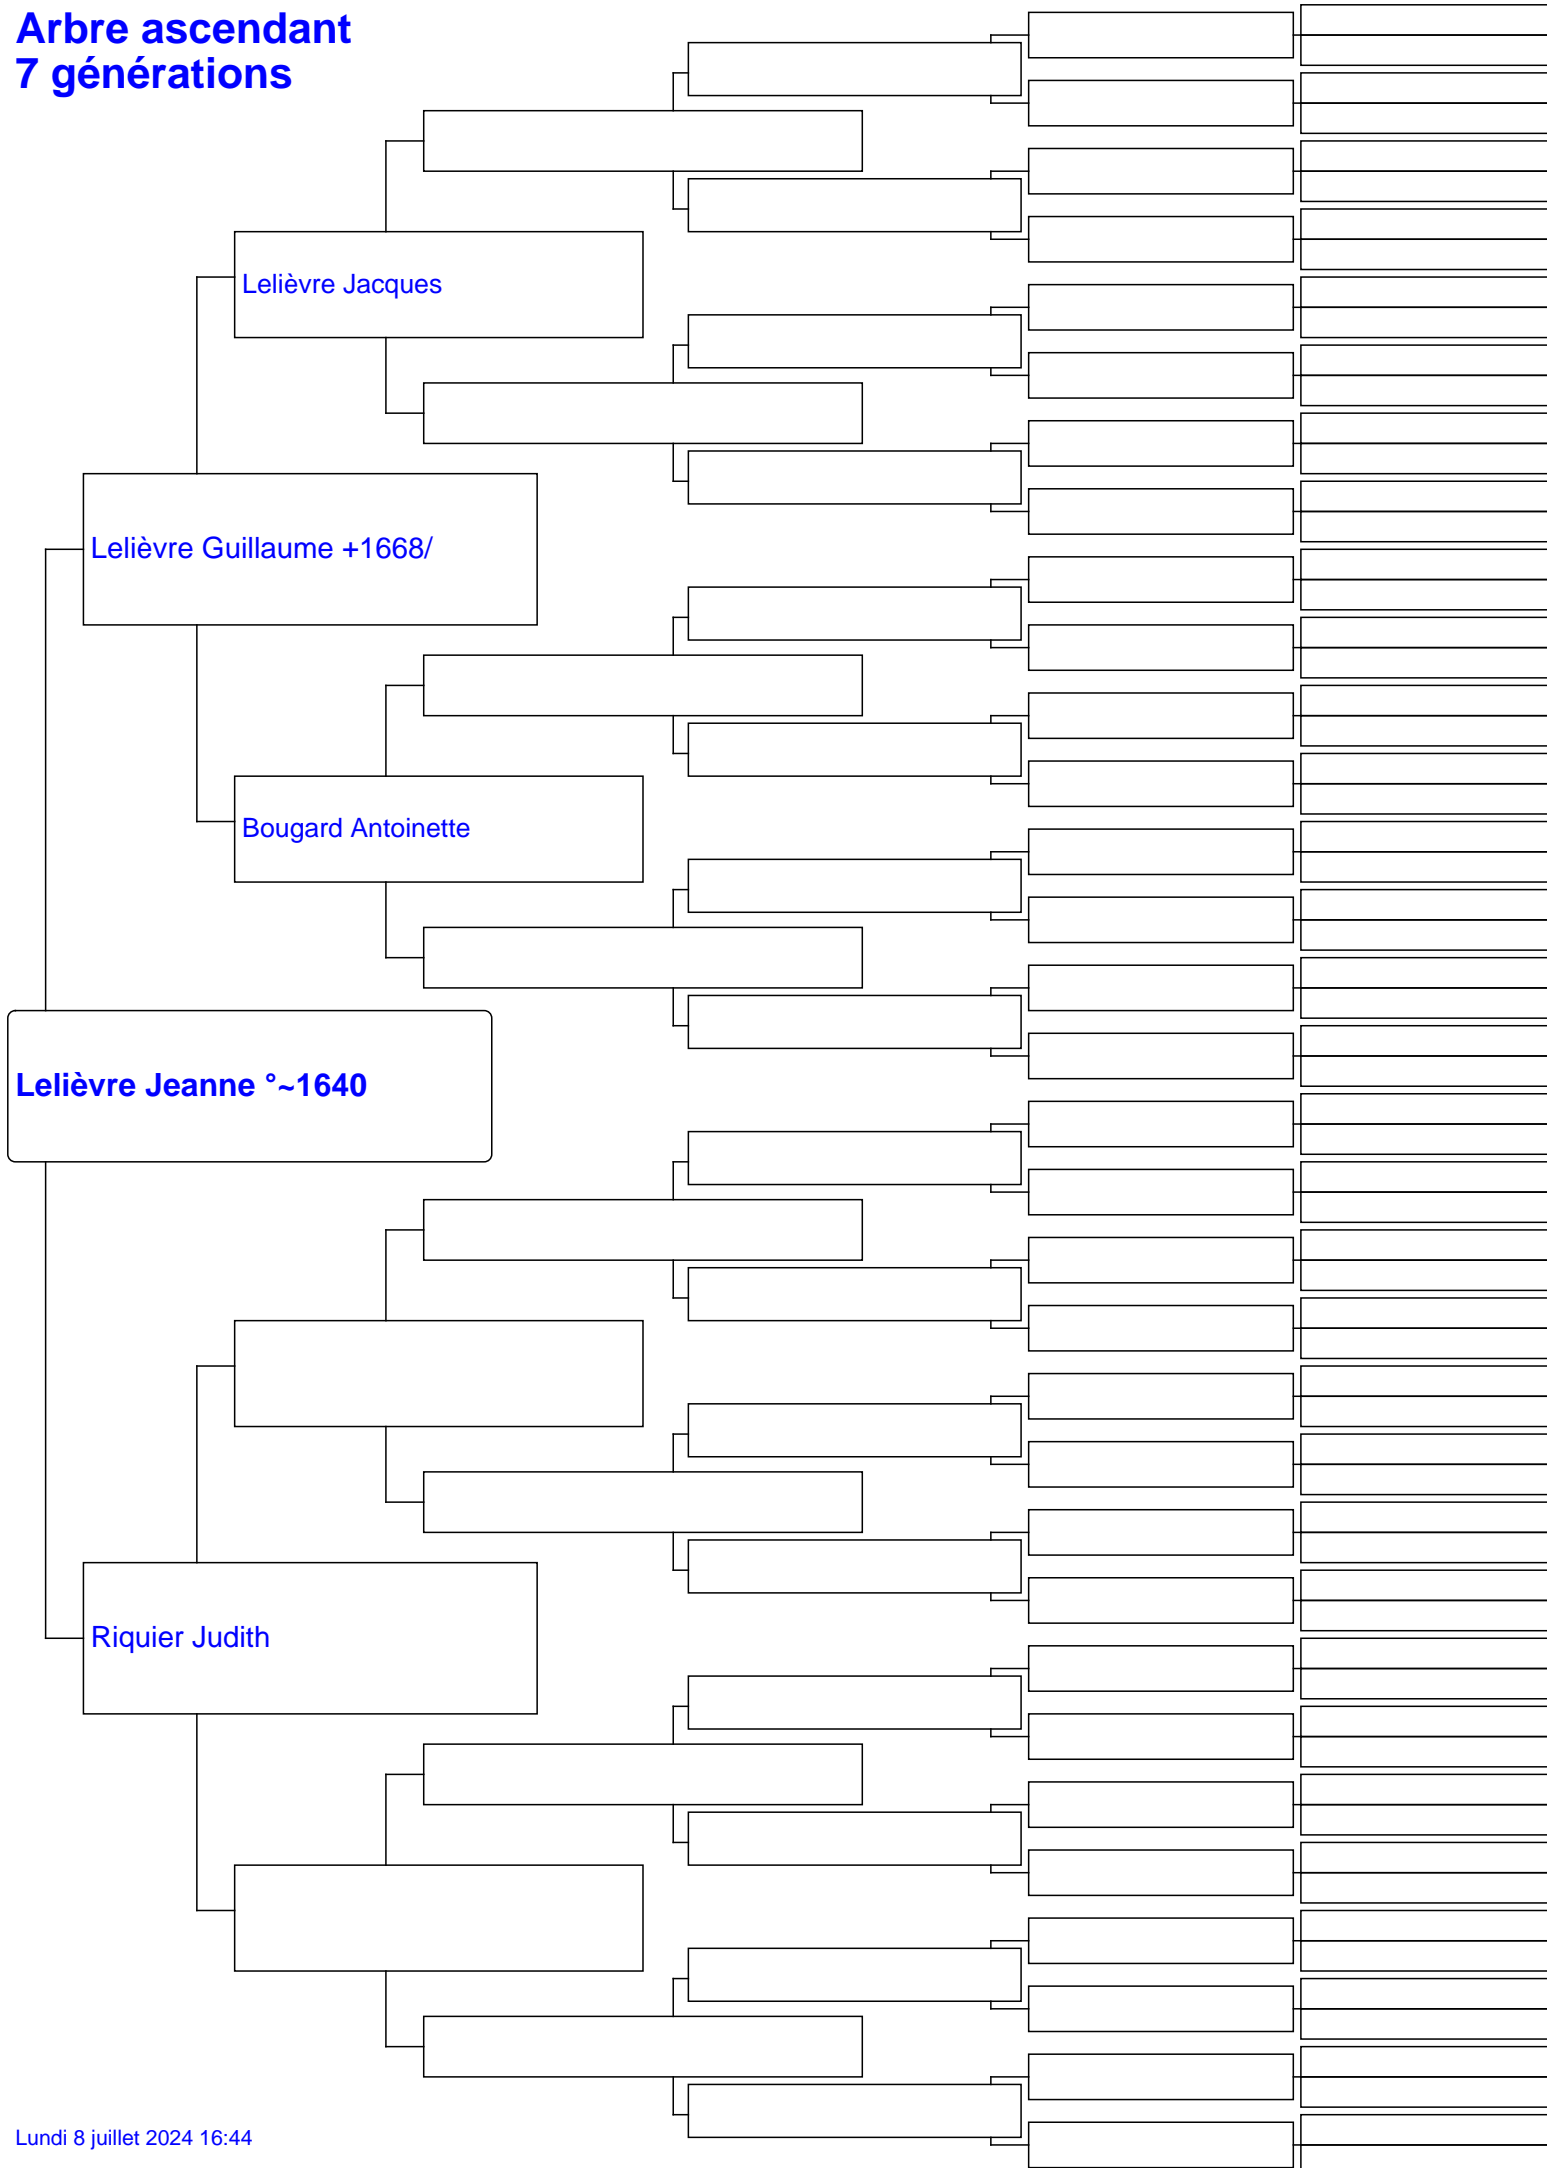 Arbre ascendant
7 générations
Lelièvre Jacques
Lelièvre Guillaume +1668/
Bougard Antoinette
Lelièvre Jeanne °~1640
Riquier Judith
Lundi 8 juillet 2024 16:44